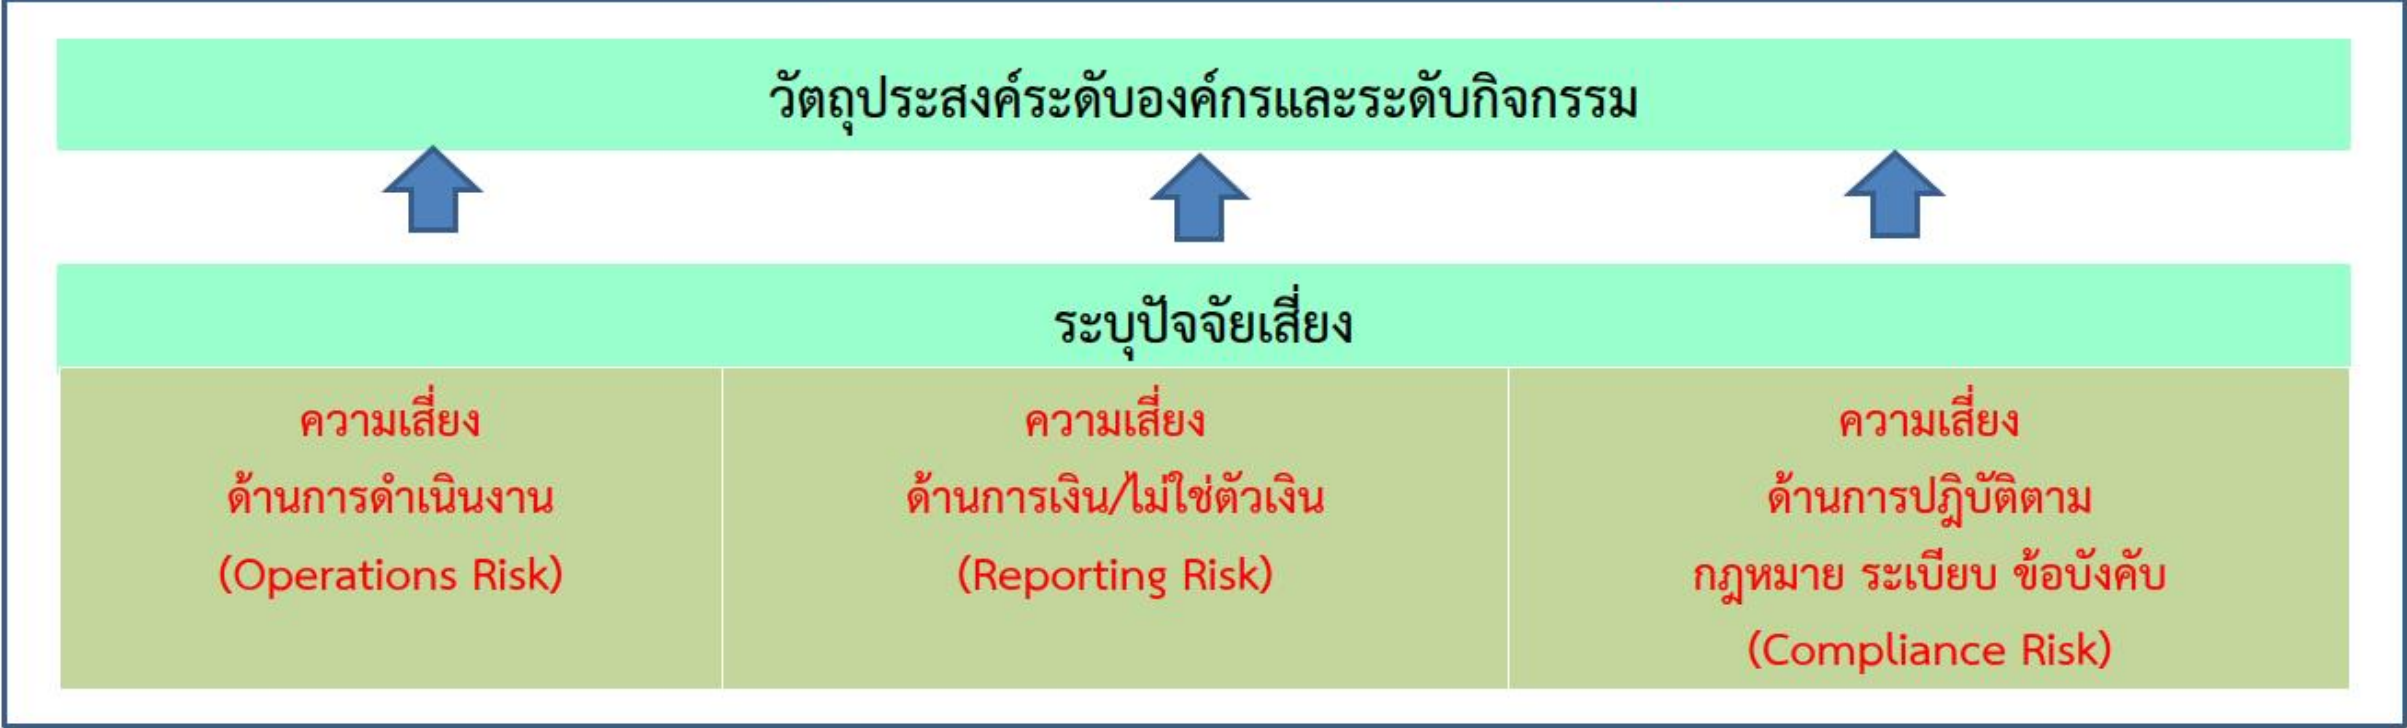 วัตถุประสงค์ระดับองค์กรและระดับกิจกรรม
ระบุปัจจัยเสี่ยง
ความเสี่ยง
ด้านการดำเนินงาน
(Operations Risk)
ความเสี่ยง
ด้านการเงิน/ไม่ใช่ตัวเงิน
(Reporting Risk)
ความเสี่ยง
ด้านการปฎิบัติตาม
กฎหมาย ระเบียบ ข้อบังคับ
(Compliance Risk)